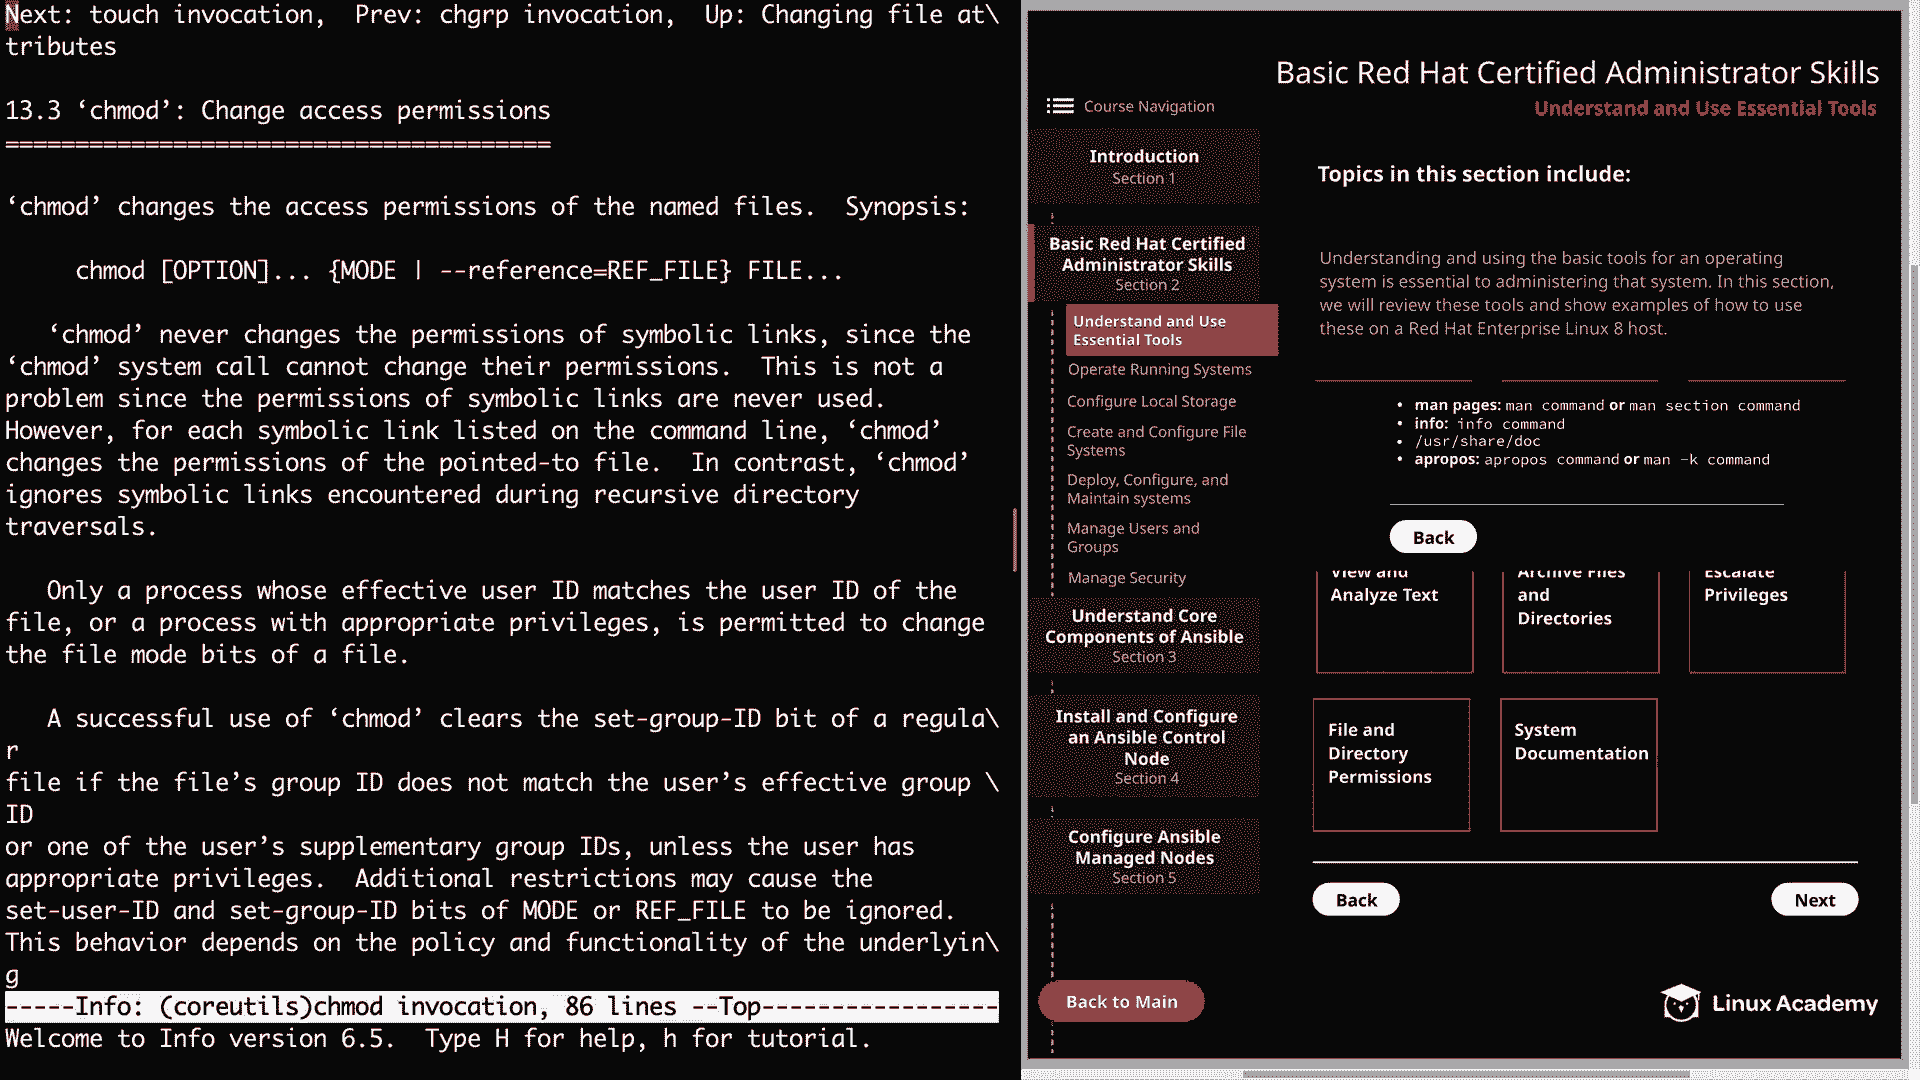 Next: touch invocation,  Prev: chgrp invocation,  Up: Changing file at\
tributes
13.3 ‘chmod’: Change access permissions
=======================================
‘chmod’ changes the access permissions of the named files.  Synopsis:
chmod [OPTION]... {MODE | --reference=REF_FILE} FILE...
‘chmod’ never changes the permissions of symbolic links, since the
‘chmod’ system call cannot change their permissions.  This is not a
problem since the permissions of symbolic links are never used.
However, for each symbolic link listed on the command line, ‘chmod’
changes the permissions of the pointed-to file.  In contrast, ‘chmod’
ignores symbolic links encountered during recursive directory
traversals.
Only a process whose effective user ID matches the user ID of the
file, or a process with appropriate privileges, is permitted to change
the file mode bits of a file.
A successful use of ‘chmod’ clears the set-group-ID bit of a regula\
r
file if the file’s group ID does not match the user’s effective group \
ID
or one of the user’s supplementary group IDs, unless the user has
appropriate privileges.  Additional restrictions may cause the
set-user-ID and set-group-ID bits of MODE or REF_FILE to be ignored.
This behavior depends on the policy and functionality of the underlyin\
g
-----Info: (coreutils)chmod invocation, 86 lines --Top-----------------
Welcome to Info version 6.5.  Type H for help, h for tutorial.
Basic Red Hat Certified Administrator Skills
Understand and Use Essential Tools
Course Navigation
Introduction
Section 1
Basic Red Hat Certified
Administrator Skills
Section 2
Understand and Use
Essential Tools
Operate Running Systems
Configure Local Storage
Create and Configure File
Systems
Deploy, Configure, and
Maintain systems
Manage Users and
Groups
Manage Security
Understand Core
Components of Ansible
Section 3
Install and Configure
an Ansible Control
Node
Section 4
Configure Ansible
Managed Nodes
Section 5
Back to Main
Topics in this section include:
Understanding and using the basic tools for an operating
system is essential to administering that system. In this section,
we will review these tools and show examples of how to use
these on a Red Hat Enterprise Linux 8 host.
• man pages: man command or man section command
• info: info command
• /usr/share/doc
• apropos: apropos command or man -k command
Back
View and
Analyze Text
Archive Files
and
Directories
Escalate
Privileges
File and
Directory
Permissions
System
Documentation
Back
Next
Linux Academy